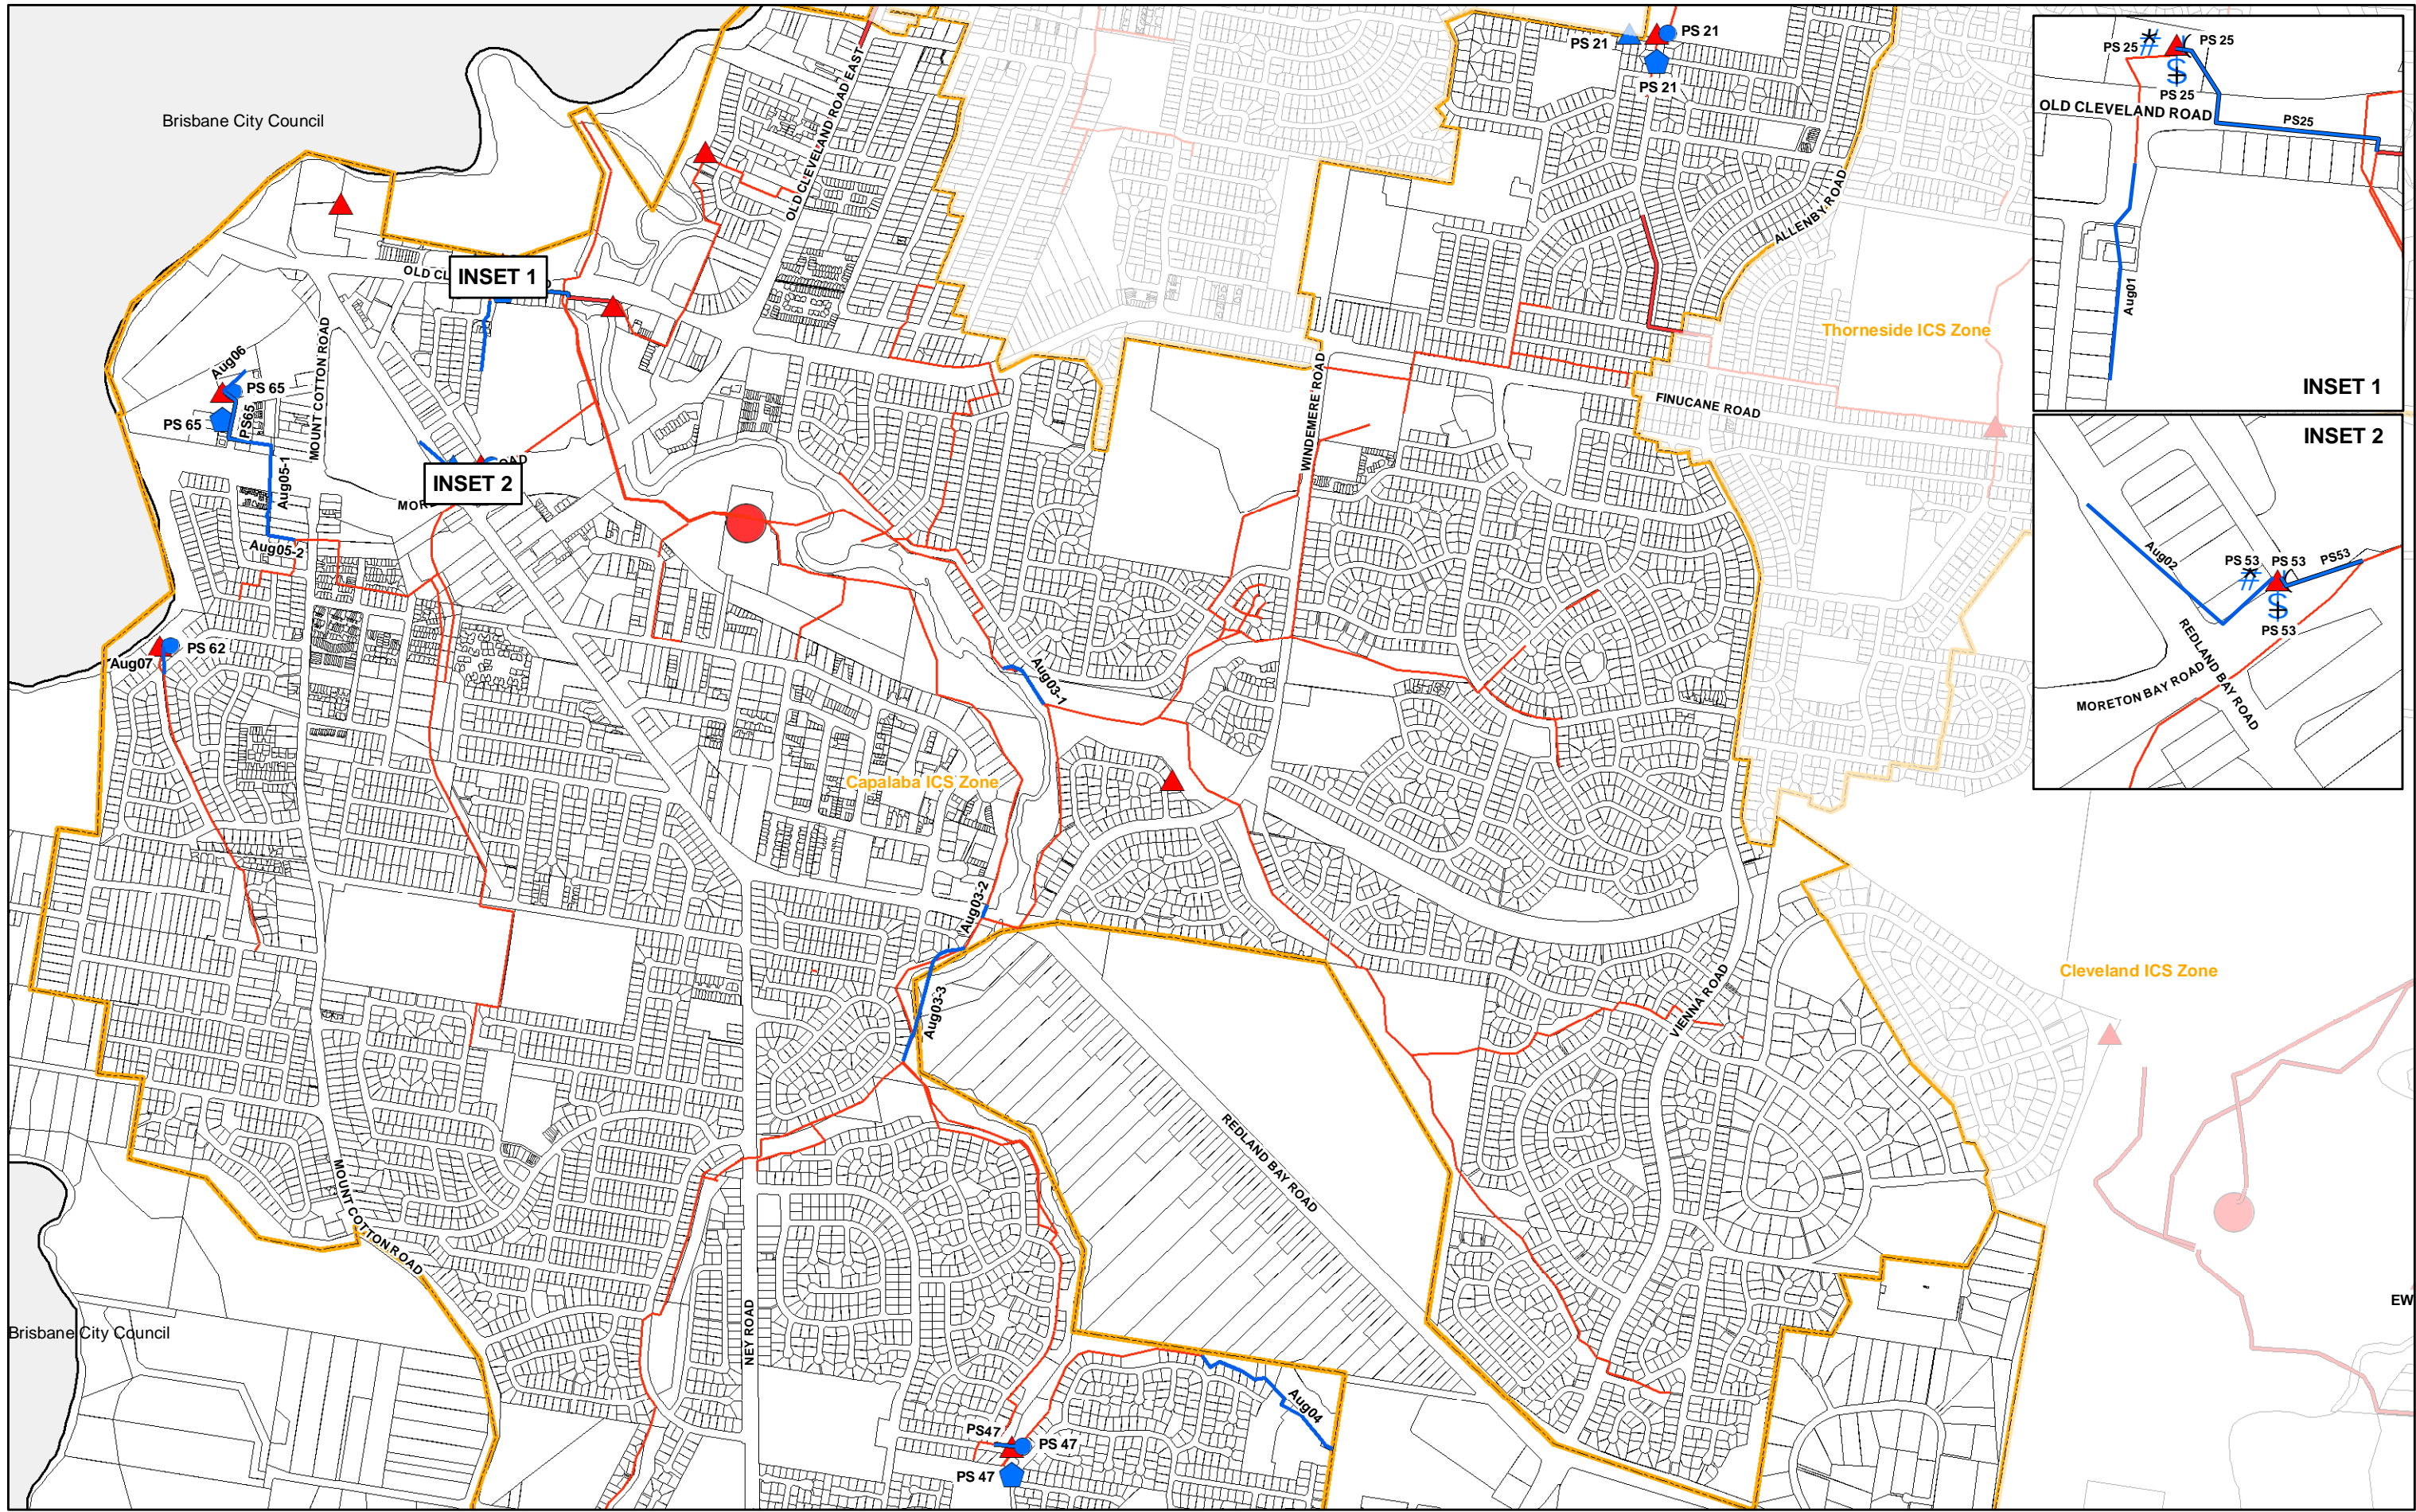 Brisbane City Council
OLD CLEVELAND ROAD EAST
PS 21
PS 21
PS 21
ALLENBY ROAD
OLD CL
INSET 1
MOUNT COTTON ROAD
Aug06
PS 65
PS65
PS 65
Aug05-1
Aug05-2
INSET 2
OAD
MOR
WINDEMERE ROAD
FINUCANE ROAD
Thorneside ICS Zone
PS 62
Aug07
Aug03-1
Capalaba ICS Zone
Aug03-2
Aug03-3
VIENNA ROAD
Cleveland ICS Zone
REDLAND BAY ROAD
MOUNT COTTON ROAD
NEY ROAD
Brisbane City Council
EW
Aug04
PS47
PS 47
PS 47
PS 25
#
PS 25
$
PS 25
OLD CLEVELAND ROAD
PS25
Aug01
INSET 1
INSET 2
Aug02
PS 53
#
PS 53
PS53
$
PS 53
REDLAND BAY ROAD
MORETON BAY ROAD